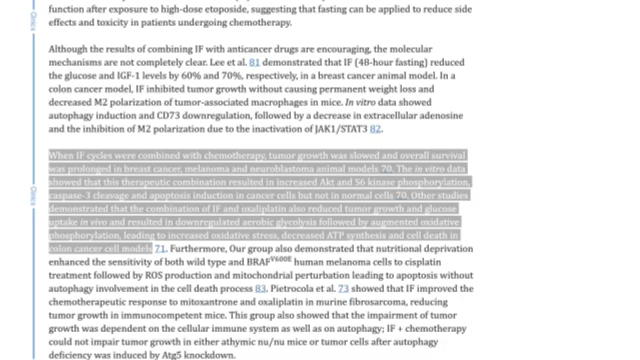 function after exposure to high-dose etoposide, suggesting that fasting can be applied to reduce side
effects and toxicity in patients undergoing chemotherapy.
Although the results of combining IF with anticancer drugs are encouraging, the molecular
mechanisms are not completely clear. Lee et al. 81 demonstrated that IF (48-hour fasting) reduced
the glucose and IGF-1 levels by 60% and 70%, respectively, in a breast cancer animal model. In a
colon cancer model, IF inhibited tumor growth without causing permanent weight loss and
decreased M2 polarization of tumor-associated macrophages in mice. In vitro data showed
autophagy induction and CD73 downregulation, followed by a decrease in extracellular adenosine
and the inhibition of M2 polarization due to the inactivation of JAK1/STAT3 82.
When IF cycles were combined with chemotherapy, tumor growth was slowed and overall survival
was prolonged in breast cancer, melanoma and neuroblastoma animal models 70. The in vitro data
showed that this therapeutic combination resulted in increased Akt and S6 kinase phosphorylation,
caspase-3 cleavage and apoptosis induction in cancer cells but not in normal cells 70. Other studies
demonstrated that the combination of IF and oxaliplatin also reduced tumor growth and glucose
uptake in vivo and resulted in downregulated aerobic glycolysis followed by augmented oxidative
phosphorylation, leading to increased oxidative stress, decreased ATP synthesis and cell death in
colon cancer cell models 71. Furthermore, Our group also demonstrated that nutritional deprivation
enhanced the sensitivity of both wild type and BRAFV600E human melanoma cells to cisplatin
treatment followed by ROS production and mitochondrial perturbation leading to apoptosis without
autophagy involvement in the cell death process 83. Pietrocola et al. 73 showed that IF improved the
chemotherapeutic response to mitoxantrone and oxaliplatin in murine fibrosarcoma, reducing
tumor growth in immunocompetent mice. This group also showed that the impairment of tumor
growth was dependent on the cellular immune system as well as on autophagy; IF + chemotherapy
could not impair tumor growth in either athymic nu/nu mice or tumor cells after autophagy
deficiency was induced by Atg5 knockdown.
Clinics
Clinics